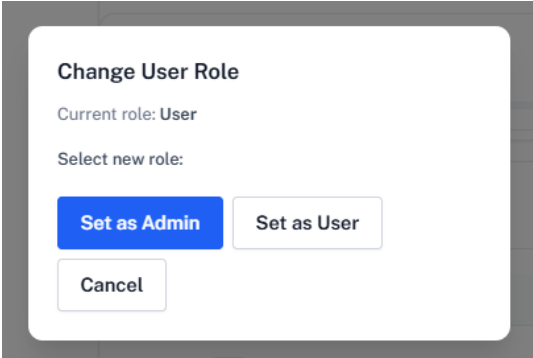 Change User Role
Current role: User
Select new role:
Set as Admin
Set as User
Cancel